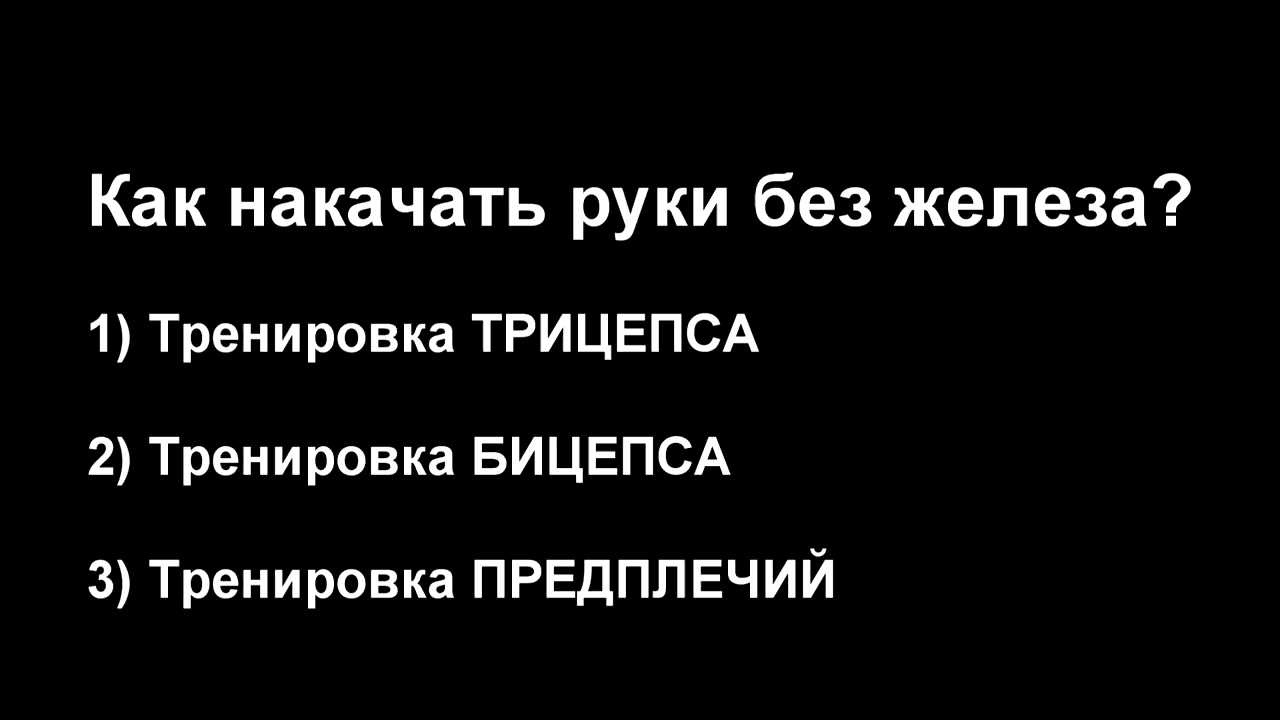 Как накачать руки без железа?
1) Тренировка ТРИЦЕПСА
2) Тренировка БИЦЕПСА
3) Тренировка ПРЕДПЛЕЧИЙ